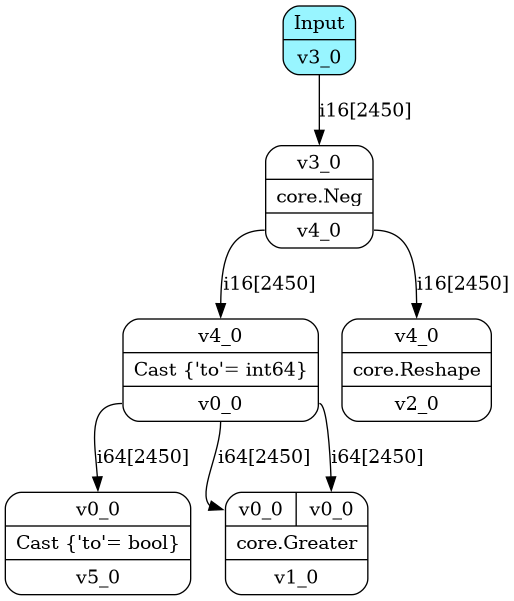 Input
v3_0
i16[2450]
v3_0
core.Neg
v4_0
i16[2450]
i16[2450]
v4_0
Cast {'to'= int64}
v0_0
v4_0
core.Reshape
v2_0
i64[2450]
i64[2450]
i64[2450]
v0_0
Cast {'to'= bool}
v5_0
v0_0 v0_0
core.Greater
v1_0